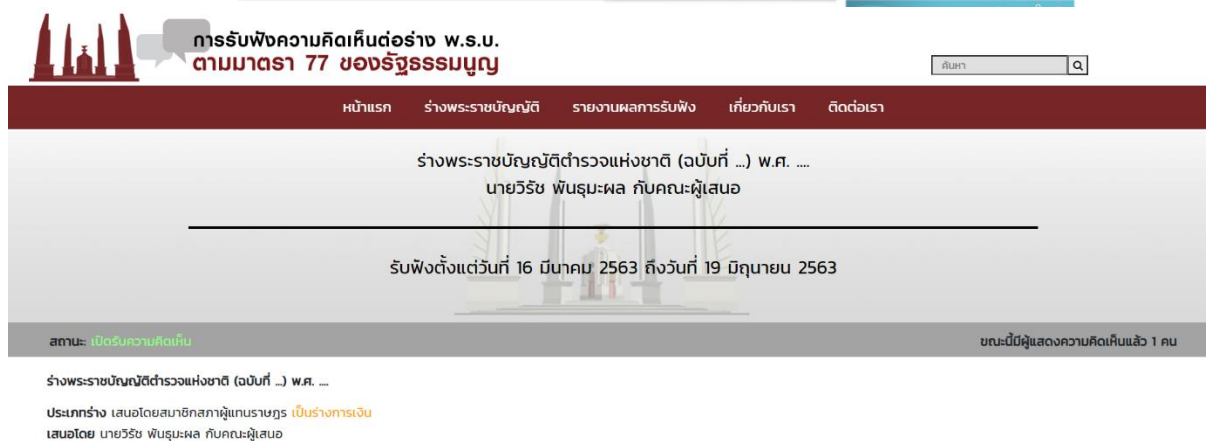 การรับฟังความคิดเห็นต่อร่าง พ.ร.บ.
ตามมาตรา 77 ของรัฐธรรมนูญ
ค้นหา
หน้าแรก ร่างพระราชบัญญัติ รายงานผลการรับฟัง เกี่ยวกับเรา ติดต่อเรา
ร่างพระราชบัญญัติตำรวจแห่งชาติ (ฉบับที่ ...) พ.ศ. ....
นายวิรัช พันธุมะผล กับคณะผู้เสนอ
รับฟังตั้งแต่วันที่ 16 มีนาคม 2563 ถึงวันที่ 19 มิถุนายน 2563
สถานะ: เปิดรับความคิดเห็น ขณะนี้มีผู้แสดงความคิดเห็นแล้ว 1 คน
ร่างพระราชบัญญัติตำรวจแห่งชาติ (ฉบับที่ ...) พ.ศ. ....
ประเภทร่าง เสนอโดยสมาชิกสภาผู้แทนราษฎร เป็นร่างการเงิน
เสนอโดย นายวิรัช พันธุมะผล กับคณะผู้เสนอ